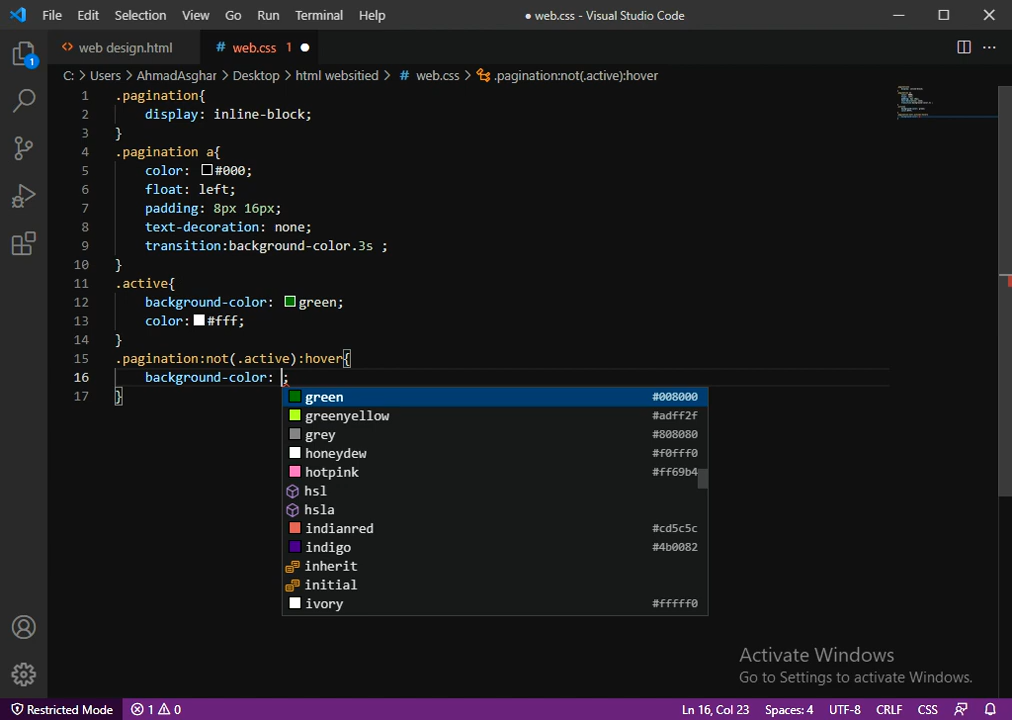 File Edit Selection View Go Run Terminal Help ● web.css - Visual Studio Code
web design.html # web.css 1 ●
C: > Users > AhmadAsghar > Desktop > html websitied > # web.css > .pagination:not(.active):hover
1 .pagination{
2 display: inline-block;
3 }
4 .pagination a{
5 color: #000;
6 float: left;
7 padding: 8px 16px;
8 text-decoration: none;
9 transition:background-color.3s ;
10 }
11 .active{
12 background-color: green;
13 color: #fff;
14 }
15 .pagination:not(.active):hover{
16 background-color: ;
17 }
green #008000
greenyellow #adff2f
grey #808080
honeydew #f0fff0
hotpink #ff69b4
hsl
hsla
indianred #cd5c5c
indigo #4b0082
inherit
initial
ivory #fffff0
1
Activate Windows
Go to Settings to activate Windows.
Restricted Mode 1 0 Ln 16, Col 23 Spaces: 4 UTF-8 CRLF CSS